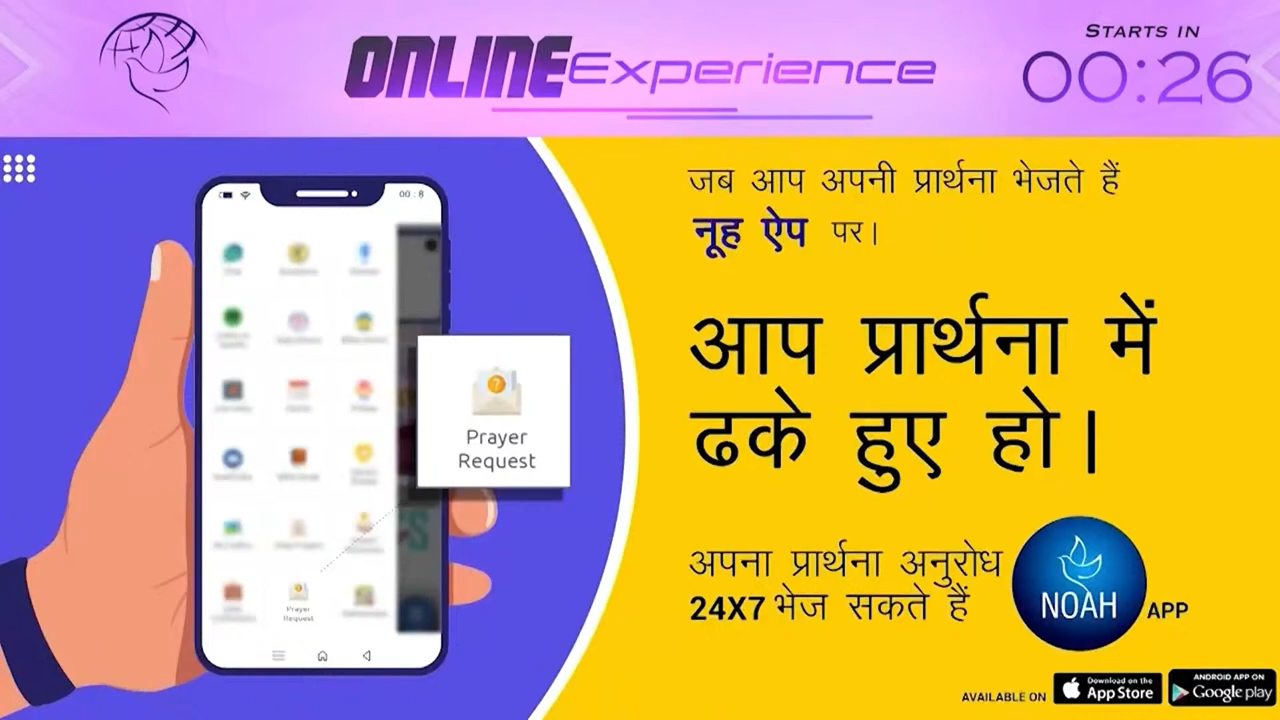 ONLINE Experience
STARTS IN
00:26
जब आप अपनी प्रार्थना भेजते हैं
नूह ऐप पर।
आप प्रार्थना में
ढके हुए हो।
अपना प्रार्थना अनुरोध
24X7 भेज सकते हैं
NOAH APP
AVAILABLE ON
Download on the
App Store
ANDROID APP ON
Google play
00:8
Prayer
Request
Prayer
Request